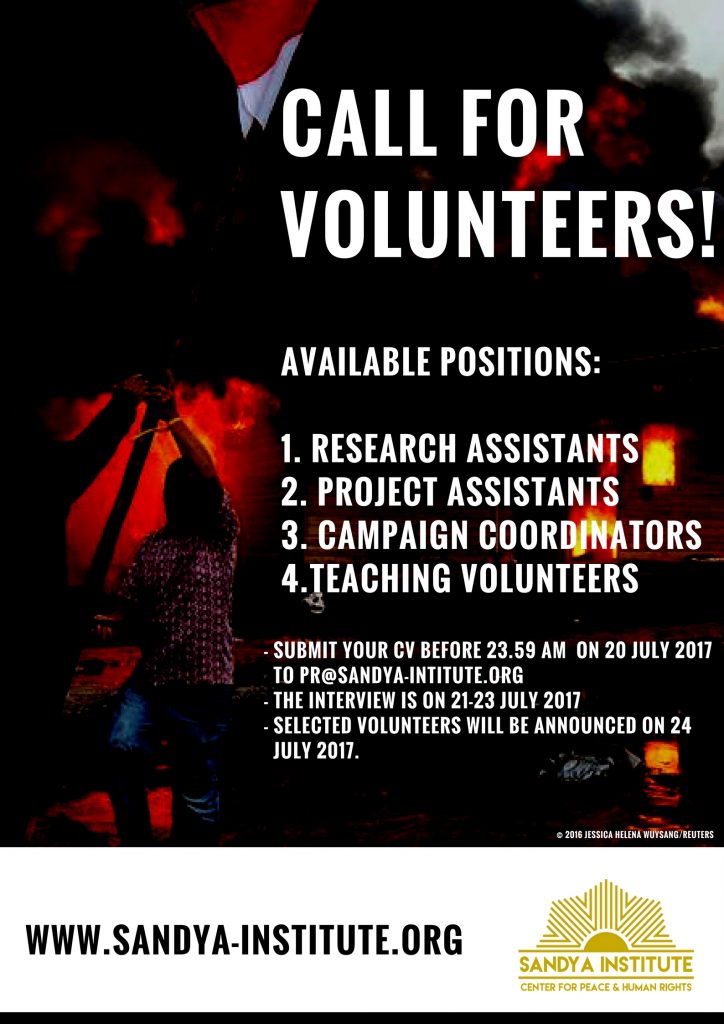 CALL FOR
VOLUNTEERS!
AVAILABLE POSITIONS:
1. RESEARCH ASSISTANTS
2. PROJECT ASSISTANTS
3. CAMPAIGN COORDINATORS
4.TEACHING VOLUNTEERS
- SUBMIT YOUR CV BEFORE 23.59 AM ON 20 JULY 2017
TO PR@SANDYA-INTITUTE.ORG
- THE INTERVIEW IS ON 21-23 JULY 2017
- SELECTED VOLUNTEERS WILL BE ANNOUNCED ON 24
JULY 2017.
© 2016 JESSICA HELENA WUYSANG/REUTERS
WWW.SANDYA-INSTITUTE.ORG
SANDYA INSTITUTE
CENTER FOR PEACE & HUMAN RIGHTS